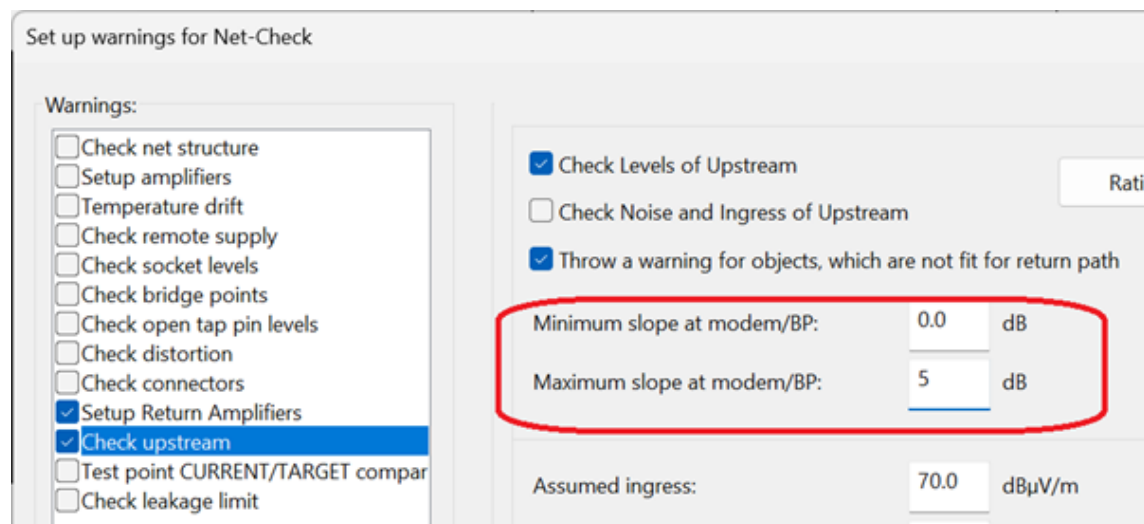 Set up warnings for Net-Check
Warnings:
Check net structure
Setup amplifiers
Temperature drift
Check remote supply
Check socket levels
Check bridge points
Check open tap pin levels
Check distortion
Check connectors
Setup Return Amplifiers
Check upstream
Test point CURRENT/TARGET compar
Check leakage limit
Check Levels of Upstream
Rati
Check Noise and Ingress of Upstream
Throw a warning for objects, which are not fit for return path
Minimum slope at modem/BP: 0.0 dB
Maximum slope at modem/BP: 5 dB
Assumed ingress: 70.0 dBµV/m